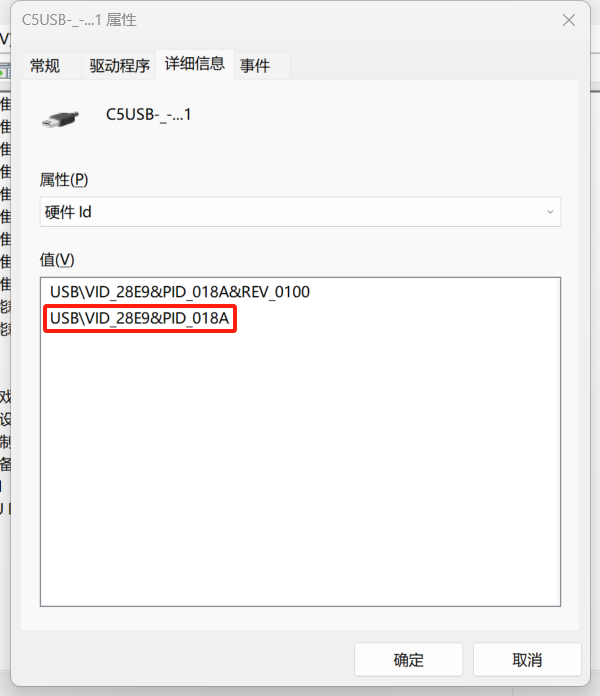 C5USB-_-...1 属性
常规 驱动程序 详细信息 事件
C5USB-_-...1
属性(P)
硬件 Id
值(V)
USB\VID_28E9&PID_018A&REV_0100
USB\VID_28E9&PID_018A
确定 取消